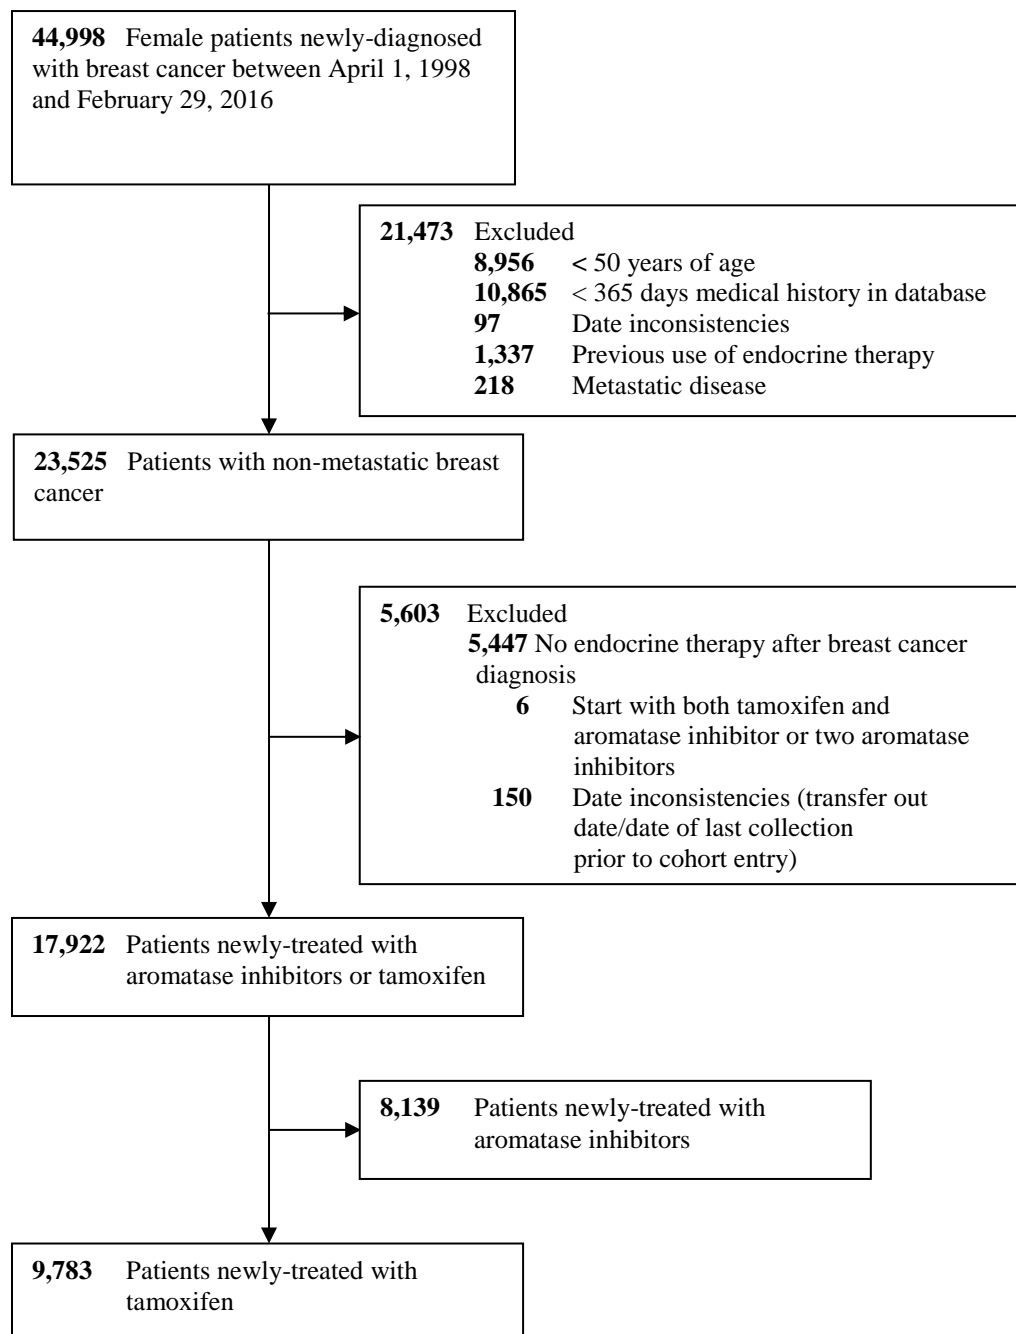 44,998 Female patients newly-diagnosed
with breast cancer between April 1, 1998
and February 29, 2016
21,473 Excluded
8,956 < 50 years of age
10,865 < 365 days medical history in database
97 Date inconsistencies
1,337 Previous use of endocrine therapy
218 Metastatic disease
23,525 Patients with non-metastatic breast
cancer
5,603 Excluded
5,447 No endocrine therapy after breast cancer
diagnosis
6 Start with both tamoxifen and
aromatase inhibitor or two aromatase
inhibitors
150 Date inconsistencies (transfer out
date/date of last collection
prior to cohort entry)
17,922 Patients newly-treated with
aromatase inhibitors or tamoxifen
8,139 Patients newly-treated with
aromatase inhibitors
9,783 Patients newly-treated with
tamoxifen